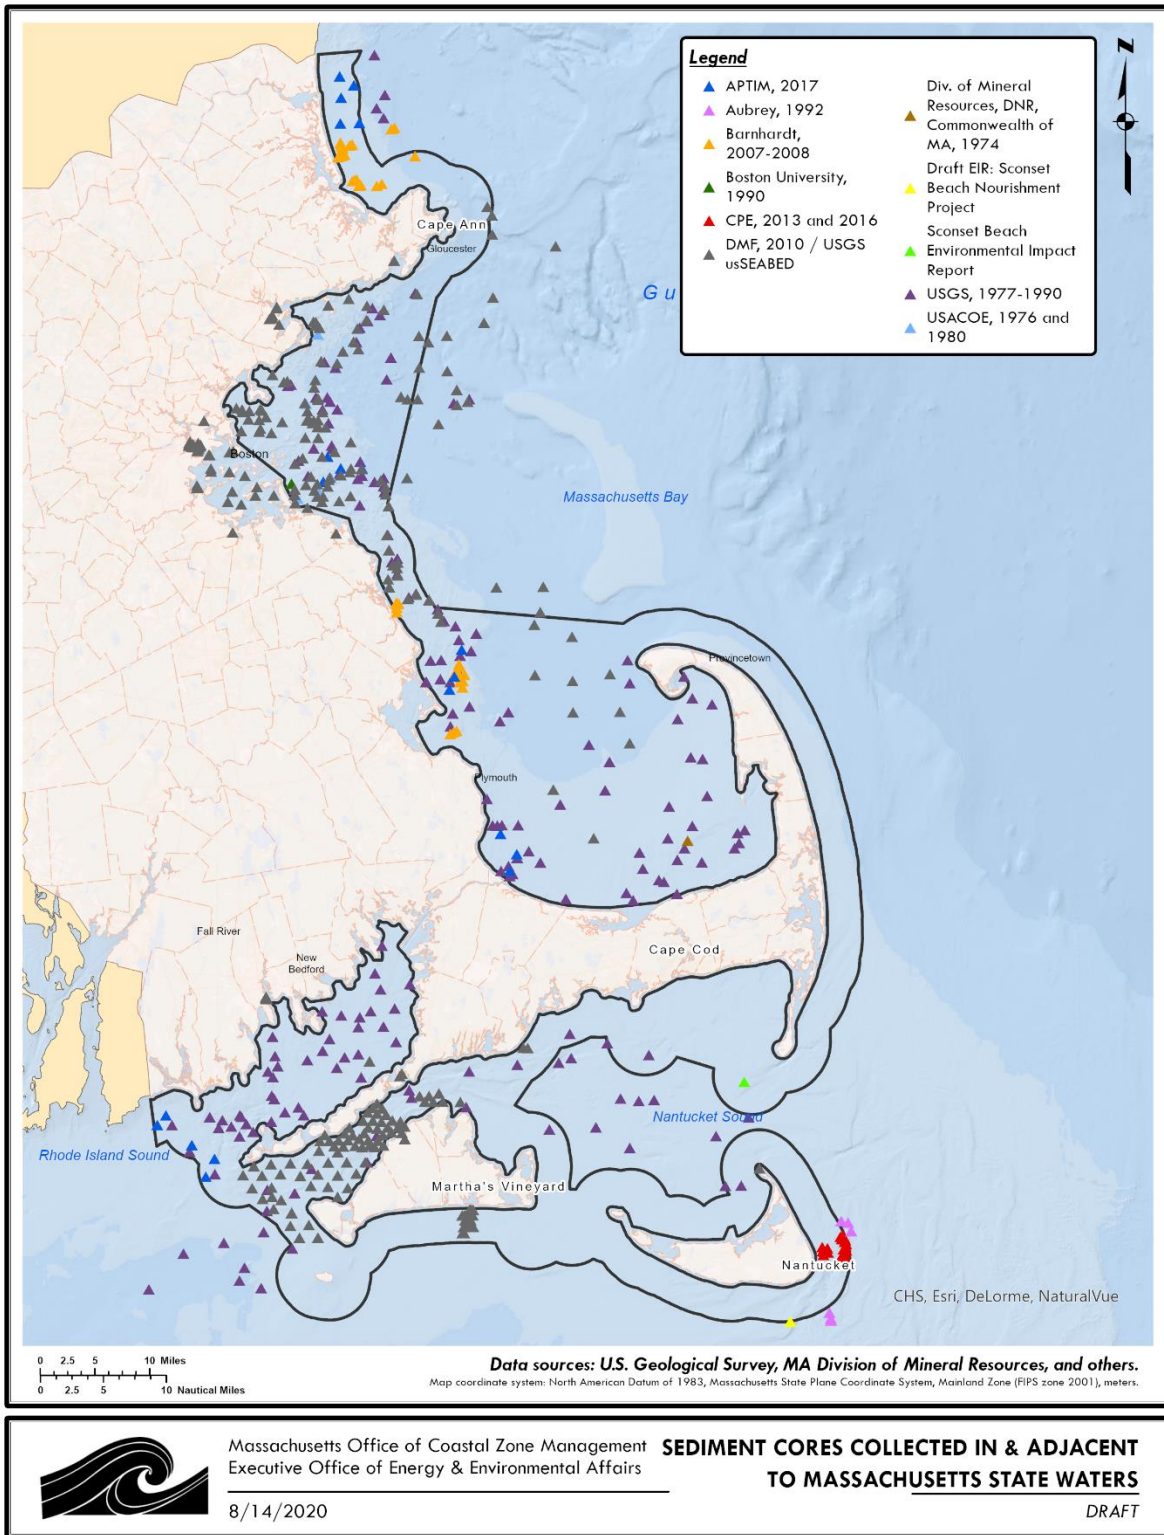 Legend
APTIM, 2017
Aubrey, 1992
Barnhardt,
2007-2008
Boston University,
1990
CPE, 2013 and 2016
DMF, 2010 / USGS
usSEABED
Div. of Mineral
Resources, DNR,
Commonwealth of
MA, 1974
Draft EIR: Sconset
Beach Nourishment
Project
Sconset Beach
Environmental Impact
Report
USGS, 1977-1990
USACOE, 1976 and
1980
N
Cape Ann
Gloucester
G u
Boston
Massachusetts Bay
Provincetown
Plymouth
Fall River
New
Bedford
Cape Cod
Nantucket Sound
Rhode Island Sound
Martha's Vineyard
Nantucket
CHS, Esri, DeLorme, NaturalVue
0 2.5 5 10 Miles
0 2.5 5 10 Nautical Miles
Data sources: U.S. Geological Survey, MA Division of Mineral Resources, and others.
Map coordinate system: North American Datum of 1983, Massachusetts State Plane Coordinate System, Mainland Zone (FIPS zone 2001), meters.
Massachusetts Office of Coastal Zone Management
Executive Office of Energy & Environmental Affairs
8/14/2020
SEDIMENT CORES COLLECTED IN & ADJACENT
TO MASSACHUSETTS STATE WATERS
DRAFT